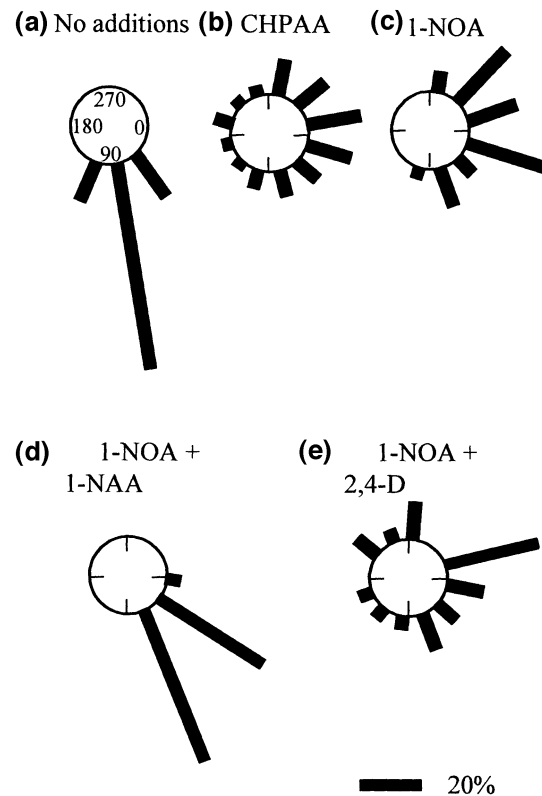 (a) No additions
(b) CHPAA
(c) 1-NOA
270
180
0
90
(d) 1-NOA +
1-NAA
(e) 1-NOA +
2,4-D
20%